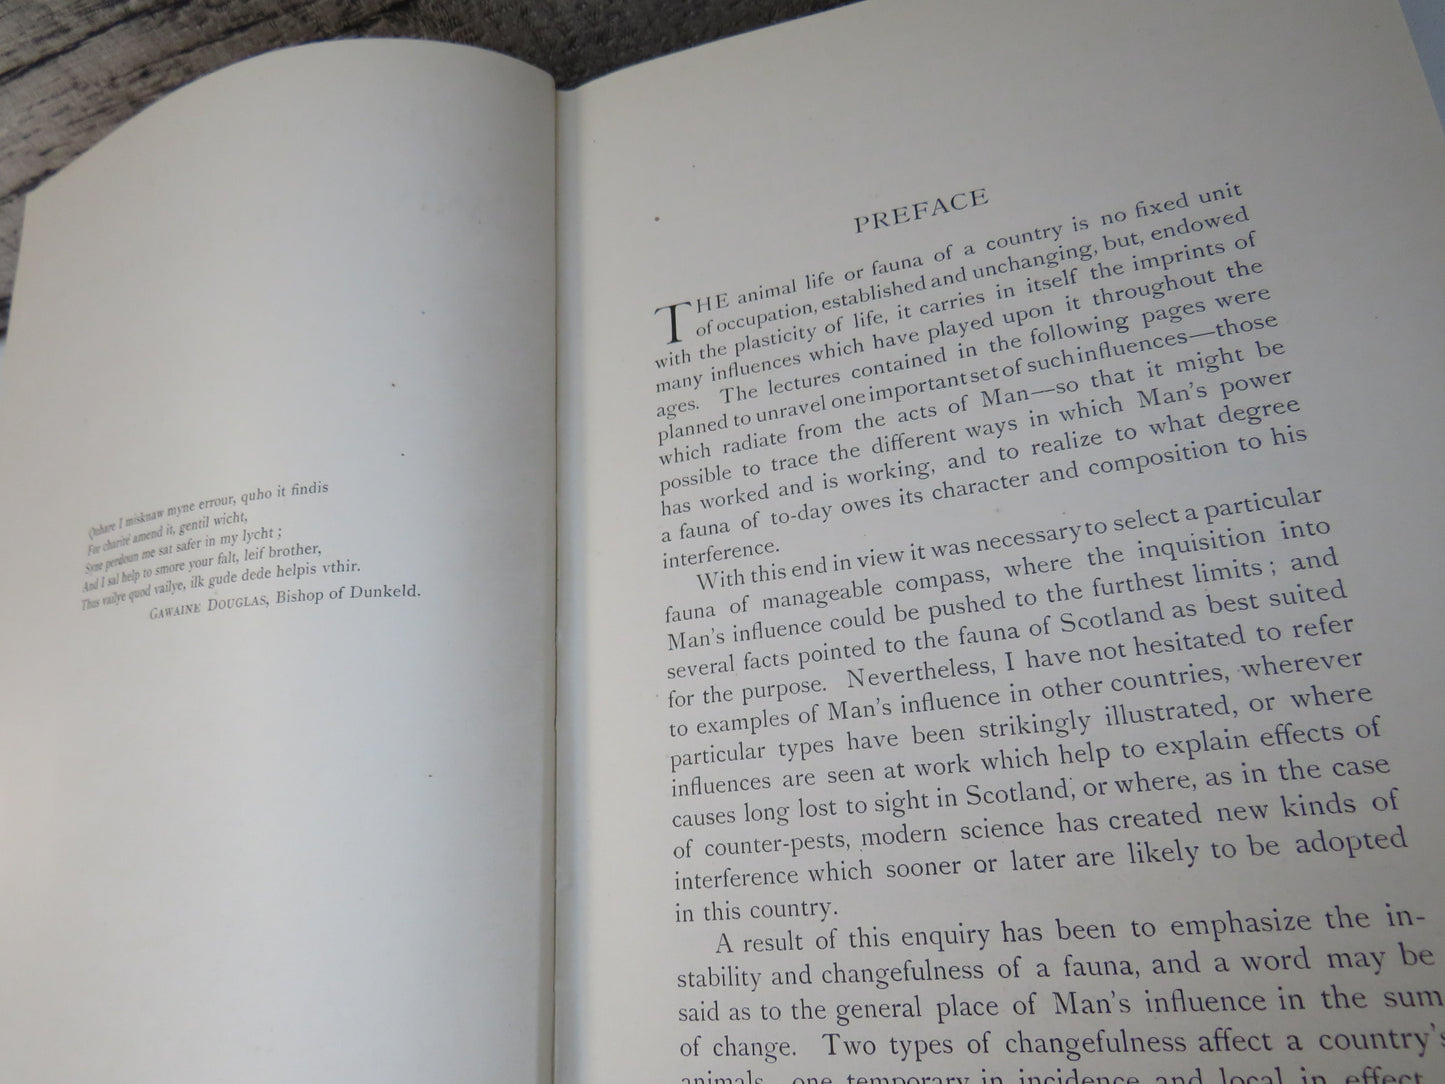 Quhare I misknaw myne errour, quho it findis
For charité amend it, gentil wicht,
Syne perdoun me sat safer in my lycht ;
And I sal help to smore your falt, leif brother,
Thus vailye quod vailye, ilk gude dede helpis vthir.
GAWAINE DOUGLAS, Bishop of Dunkeld.
PREFACE
THE animal life or fauna of a country is no fixed unit
of occupation, established and unchanging, but, endowed
with the plasticity of life, it carries in itself the imprints of
many influences which have played upon it throughout the
ages. The lectures contained in the following pages were
planned to unravel one important set of such influences—those
which radiate from the acts of Man—so that it might be
possible to trace the different ways in which Man's power
has worked and is working, and to realize to what degree
a fauna of to-day owes its character and composition to his
interference.
With this end in view it was necessary to select a particular
fauna of manageable compass, where the inquisition into
Man's influence could be pushed to the furthest limits ; and
several facts pointed to the fauna of Scotland as best suited
for the purpose. Nevertheless, I have not hesitated to refer
to examples of Man's influence in other countries, wherever
particular types have been strikingly illustrated, or where
influences are seen at work which help to explain effects of
causes long lost to sight in Scotland, or where, as in the case
of counter-pests, modern science has created new kinds of
interference which sooner or later are likely to be adopted
in this country.
A result of this enquiry has been to emphasize the in-
stability and changefulness of a fauna, and a word may be
said as to the general place of Man's influence in the sum
of change. Two types of changefulness affect a country's
animals, one temporary in incidence and local in effect